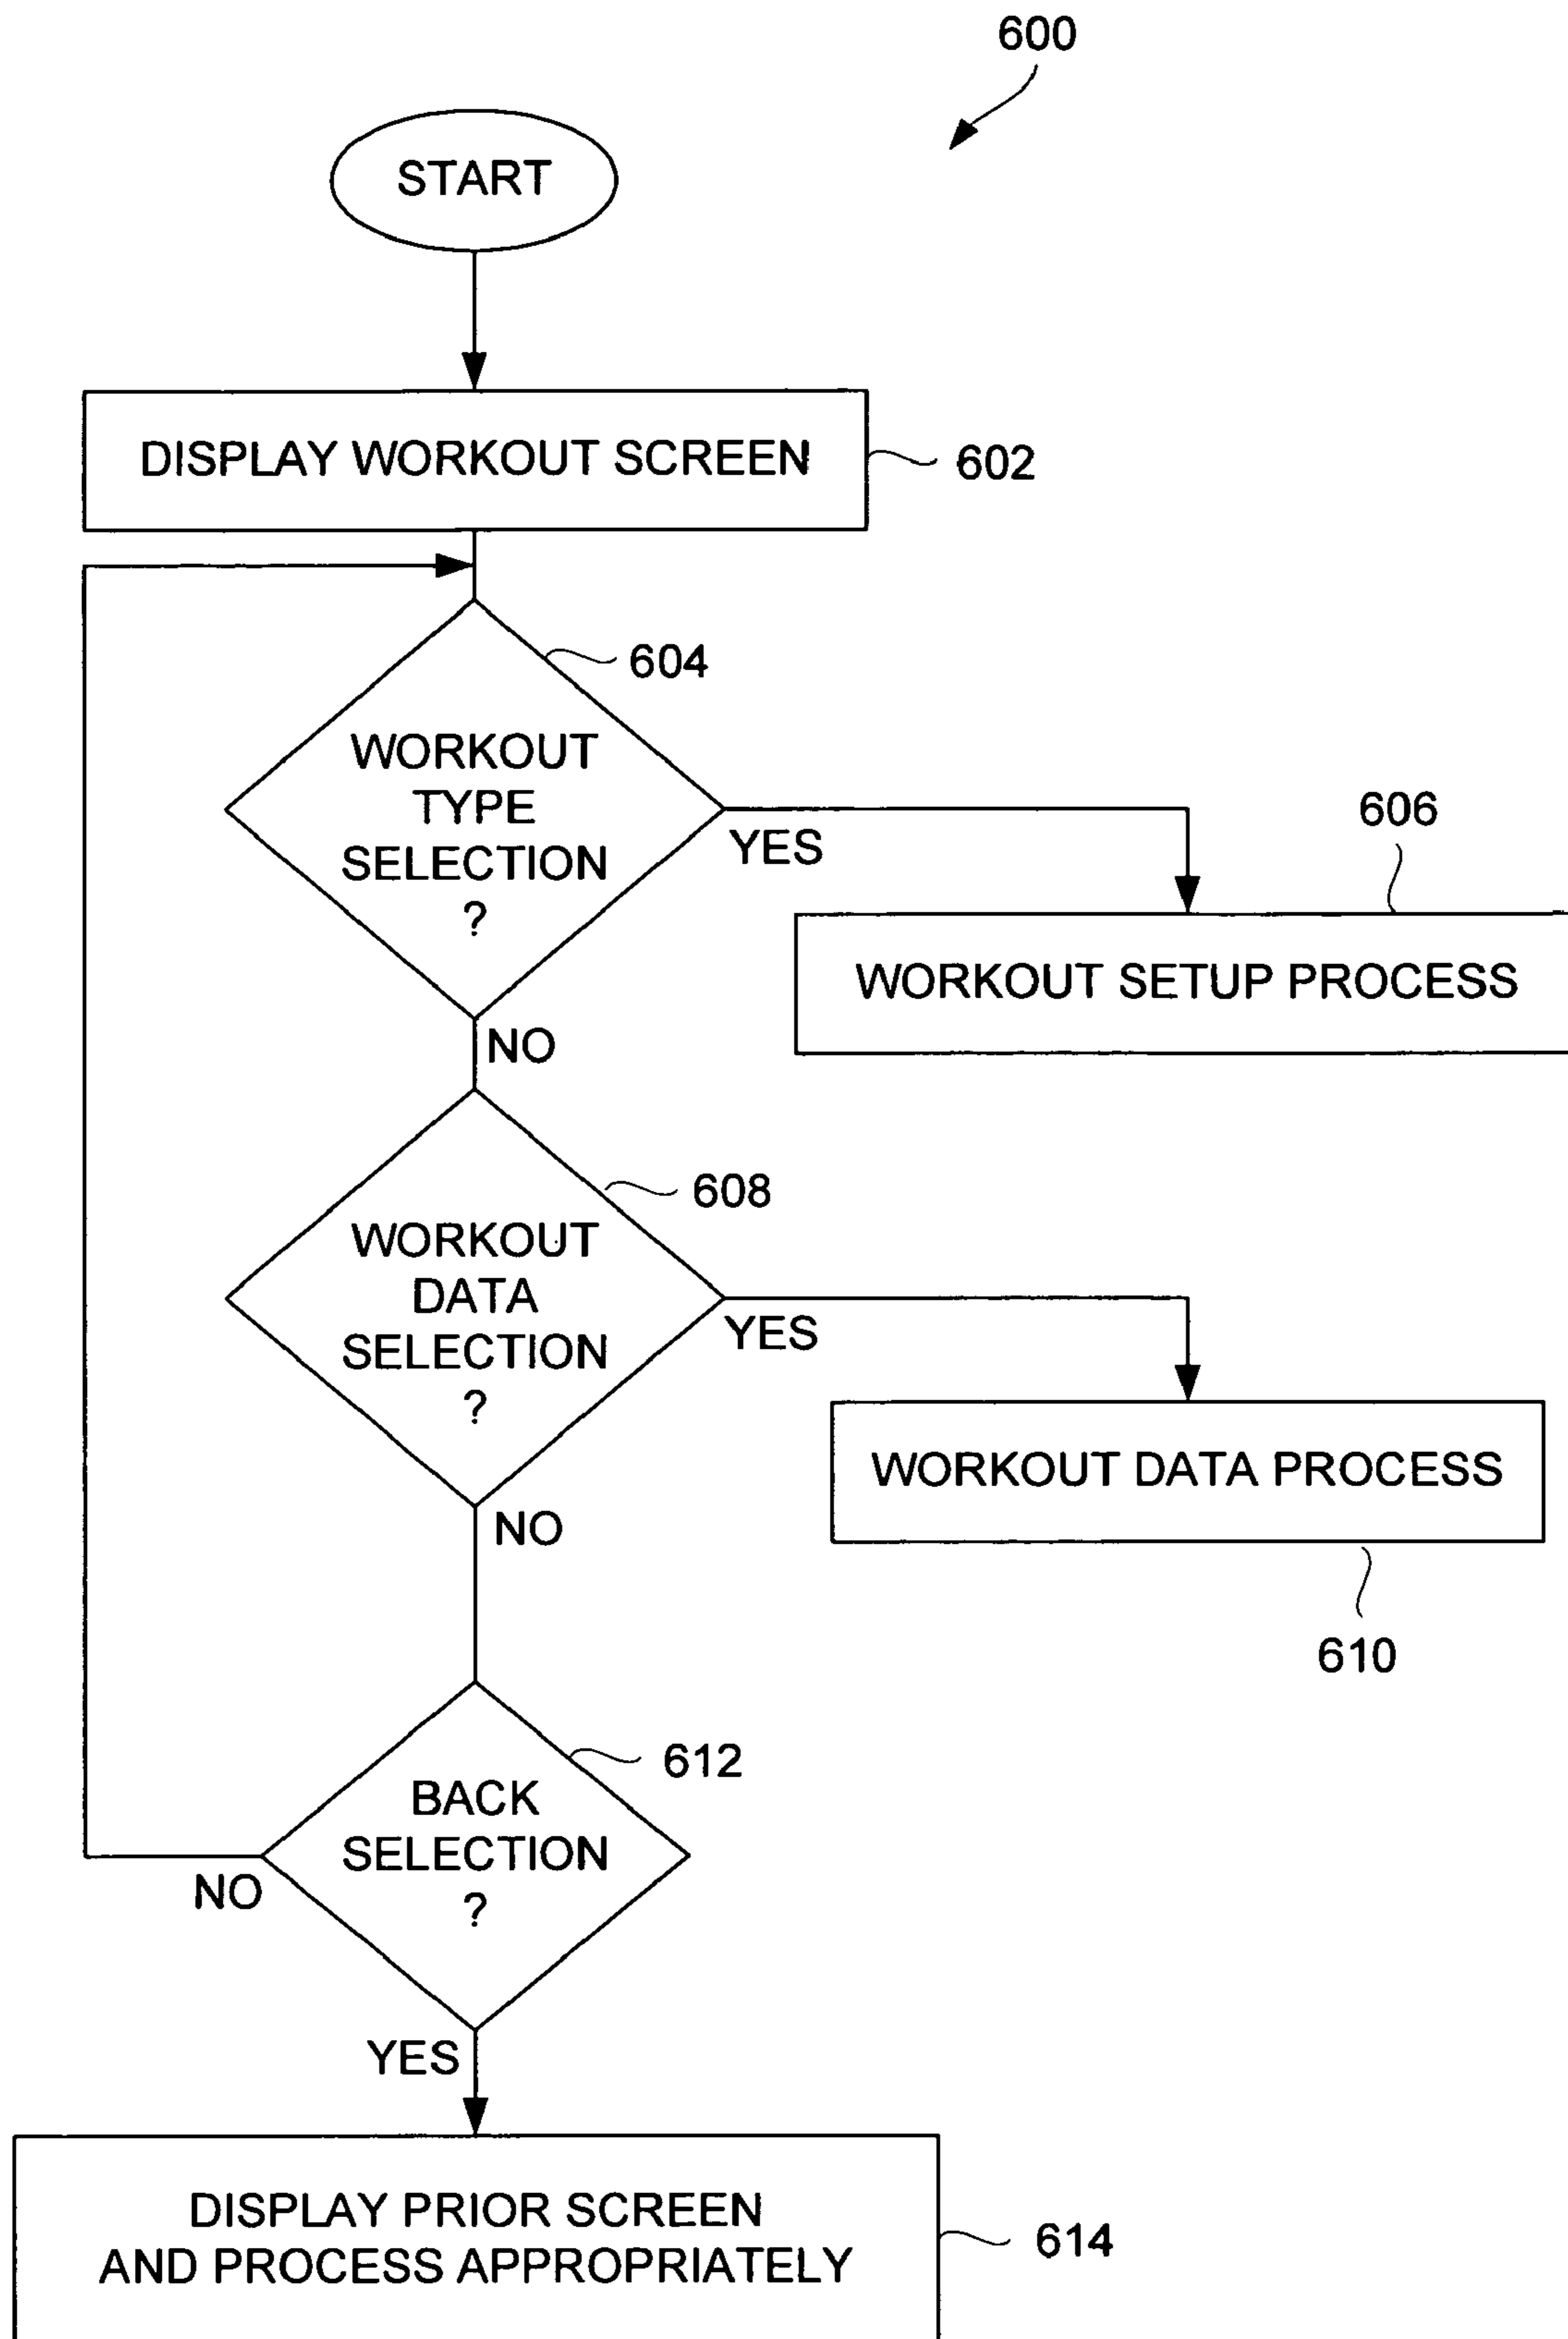 600
START
DISPLAY WORKOUT SCREEN
602
604
WORKOUT
TYPE
SELECTION
?
YES
606
WORKOUT SETUP PROCESS
NO
608
WORKOUT
DATA
SELECTION
?
YES
WORKOUT DATA PROCESS
NO
610
612
BACK
SELECTION
?
NO
YES
DISPLAY PRIOR SCREEN
AND PROCESS APPROPRIATELY
614